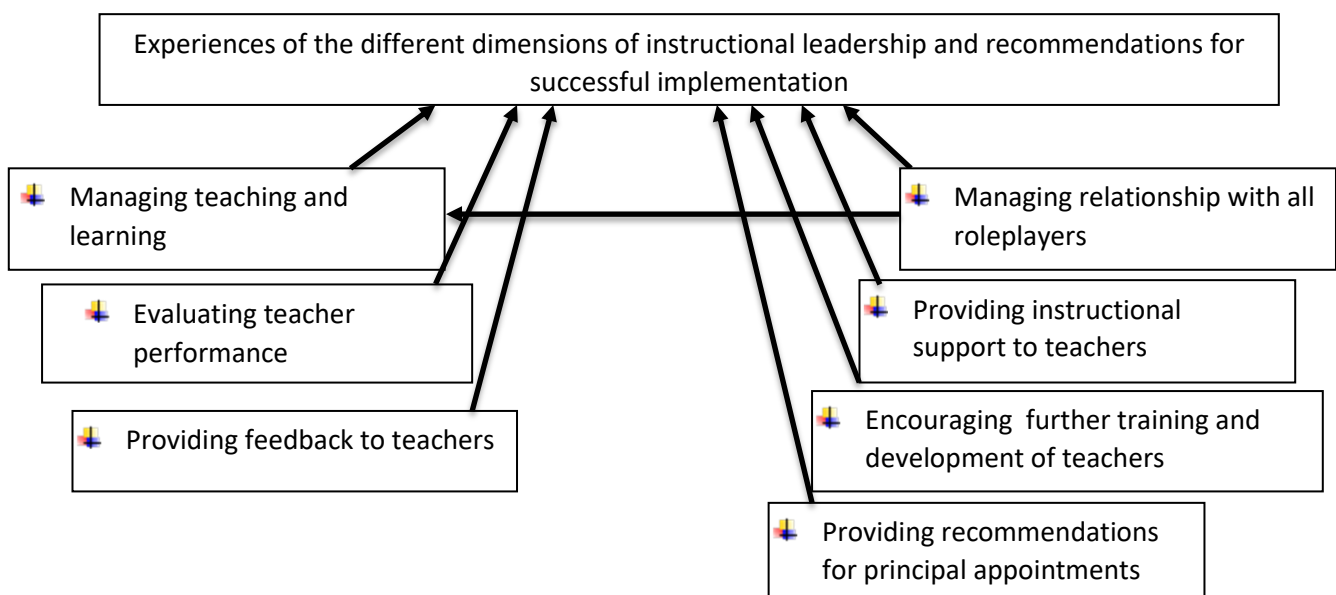 Experiences of the different dimensions of instructional leadership and recommendations for
successful implementation
Managing teaching and
learning
Evaluating teacher
performance
Providing feedback to teachers
Managing relationship with all
roleplayers
Providing instructional
support to teachers
Encouraging  further training and
development of teachers
Providing recommendations
for principal appointments